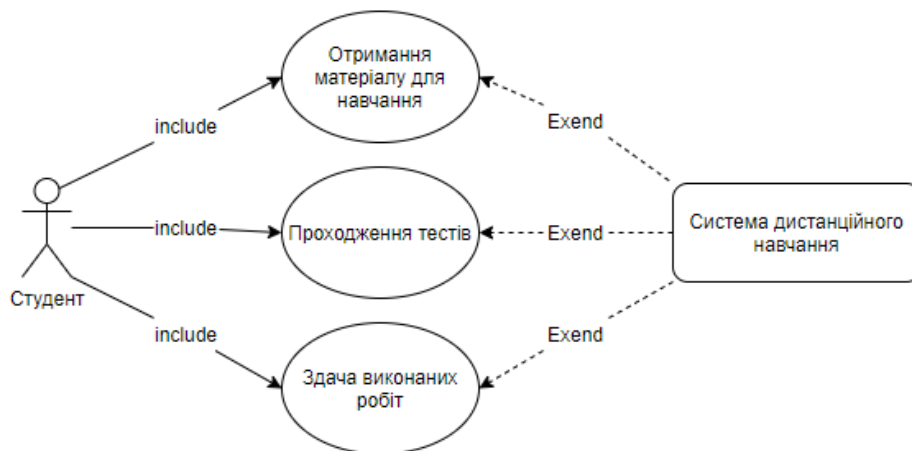 Отримання
матеріалу для
навчання
include
Exend
Студент
include
Проходження тестів
Exend
Система дистанційного
навчання
include
Exend
Здача виконаних
робіт